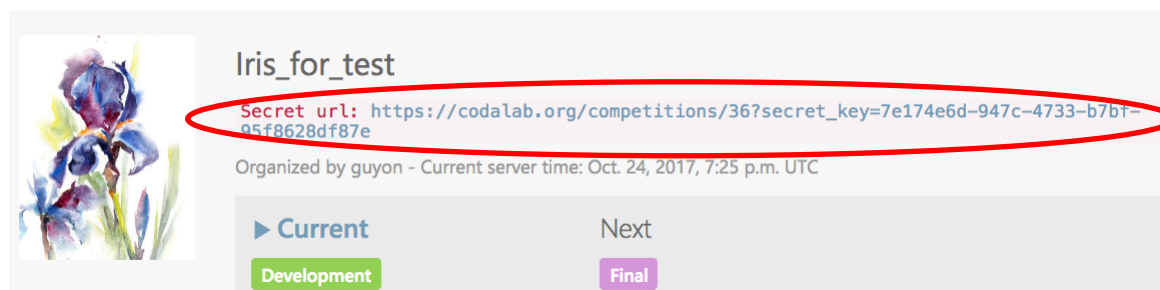 Iris_for_test
Secret url: https://codalab.org/competitions/36?secret_key=7e174e6d-947c-4733-b7bf-
95f8628df87e
Organized by guyon - Current server time: Oct. 24, 2017, 7:25 p.m. UTC
▶ Current Next
Development Final